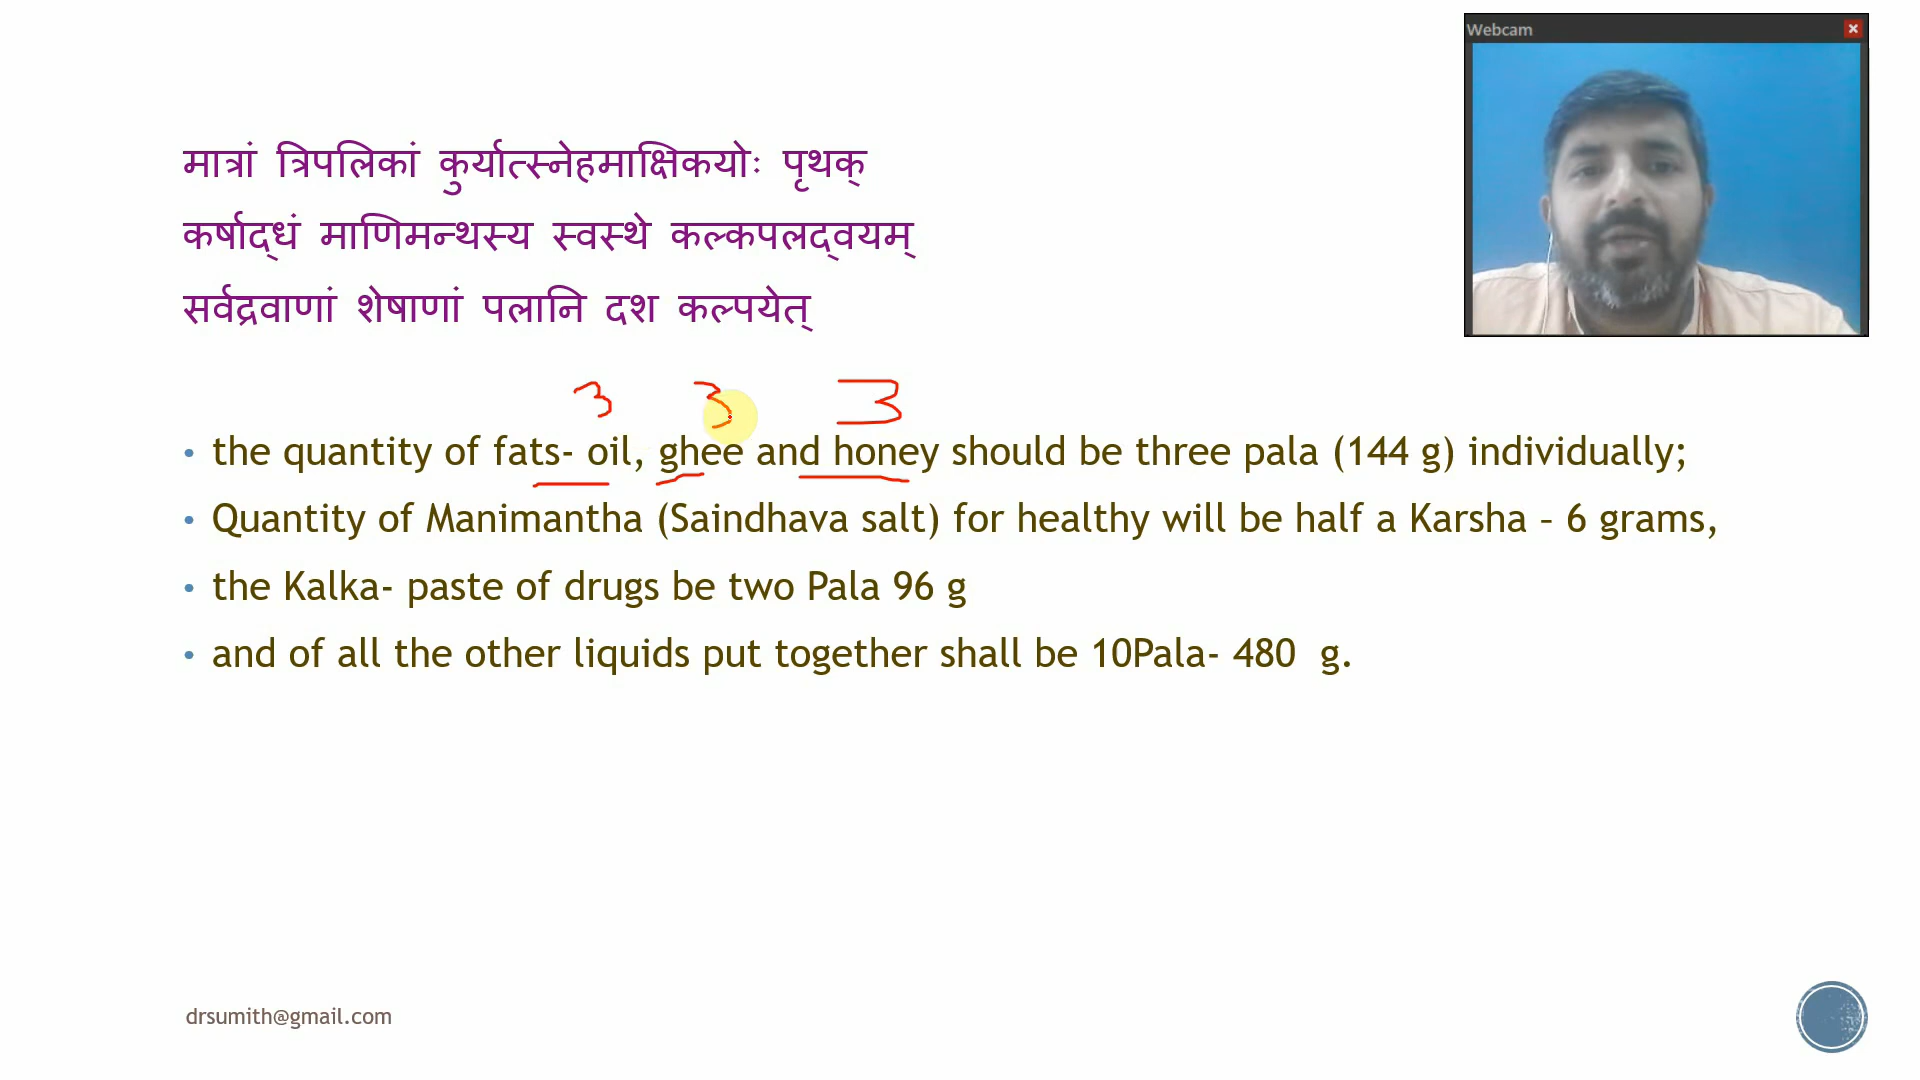 Webcam
मात्रां त्रिपलिकां कुर्यात्स्नेहमाक्षिकयोः पृथक्
कर्षाद्धं माणिमन्थस्य स्वस्थे कल्कपलद्वयम्
सर्वद्रवाणां शेषाणां पलानि दश कल्पयेत्
3 3 3
• the quantity of fats- oil, ghee and honey should be three pala (144 g) individually;
• Quantity of Manimantha (Saindhava salt) for healthy will be half a Karsha – 6 grams,
• the Kalka- paste of drugs be two Pala 96 g
• and of all the other liquids put together shall be 10Pala- 480 g.
drsumith@gmail.com